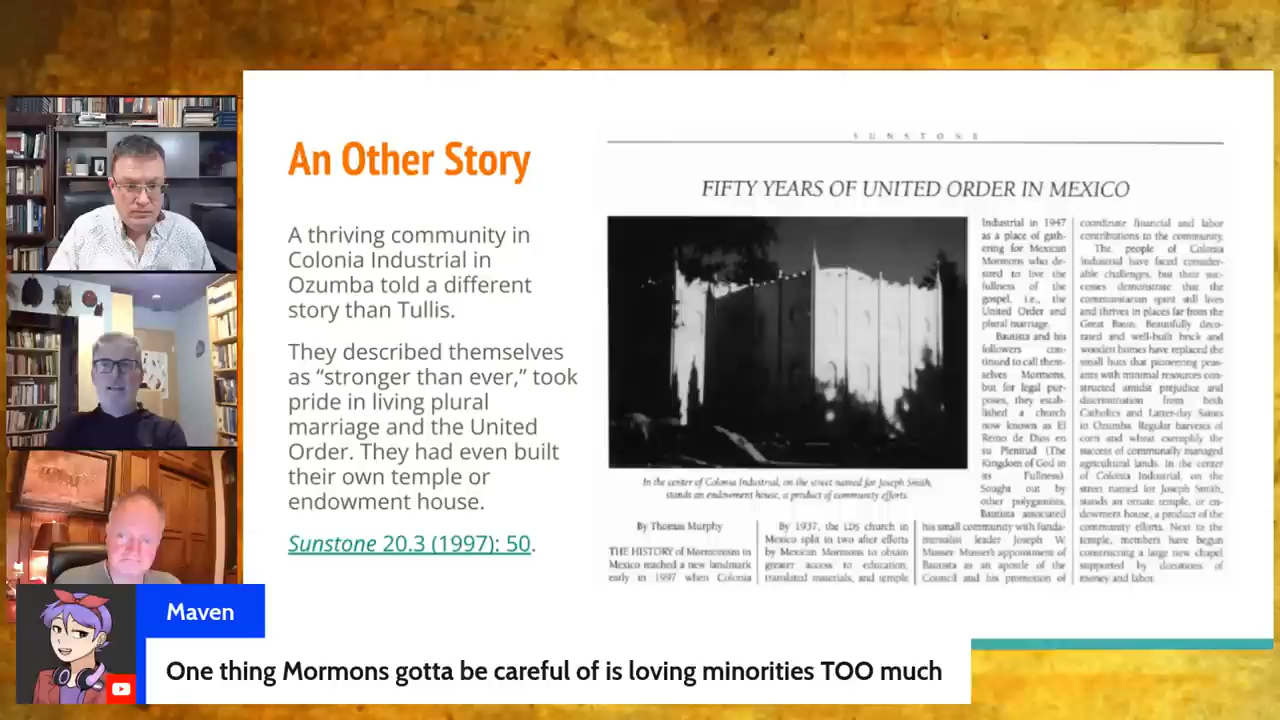 An Other Story
A thriving community in
Colonia Industrial in
Ozumba told a different
story than Tullis.
They described themselves
as “stronger than ever,” took
pride in living plural
marriage and the United
Order. They had even built
their own temple or
endowment house.
Sunstone 20.3 (1997): 50.
SUNSTONE
FIFTY YEARS OF UNITED ORDER IN MEXICO
In the center of Colonia Industrial, on the street named for Joseph Smith,
stands an endowment house, a product of community efforts.
By Thomas Murphy
THE HISTORY of Mormonism in
Mexico reached a new landmark
early in 1997 when Colonia
By 1937, the LDS church in
Mexico split in two after efforts
by Mexican Mormons to obtain
greater access to education,
translated materials, and temple
Industrial in 1947
as a place of gath-
ering for Mexican
Mormons who de-
sired to live the
fullness of the
gospel, i.e., the
United Order and
plural marriage.
Bautista and his
followers con-
tinued to call them-
selves Mormons,
but for legal pur-
poses, they estab-
lished a church
now known as El
Reino de Dios en
su Plenitud (The
Kingdom of God in
its Fullness).
Sought out by
other polygamists,
Bautista associated
his small community with funda-
mentalist leader Joseph W.
Musser. Musser's appointment of
Bautista as an apostle of the
Council and his promotion of
coordinate financial and labor
contributions to the community.
The people of Colonia
Industrial have faced consider-
able challenges, but their suc-
cesses demonstrate that the
communitarian spirit still lives
and thrives in places far from the
Great Basin. Beautifully deco-
rated and well-built brick and
wooden homes have replaced the
small huts that pioneering peas-
ants with minimal resources con-
structed amidst prejudice and
discrimination from both
Catholics and Latter-day Saints
in Ozumba. Regular harvests of
corn and wheat exemplify the
success of communally managed
agricultural lands. In the center
of Colonia Industrial, on the
street named for Joseph Smith,
stands an ornate temple, or en-
dowment house, a product of the
community efforts. Next to the
temple, members have begun
constructing a large new chapel
supported by donations of
money and labor.
Maven
One thing Mormons gotta be careful of is loving minorities TOO much